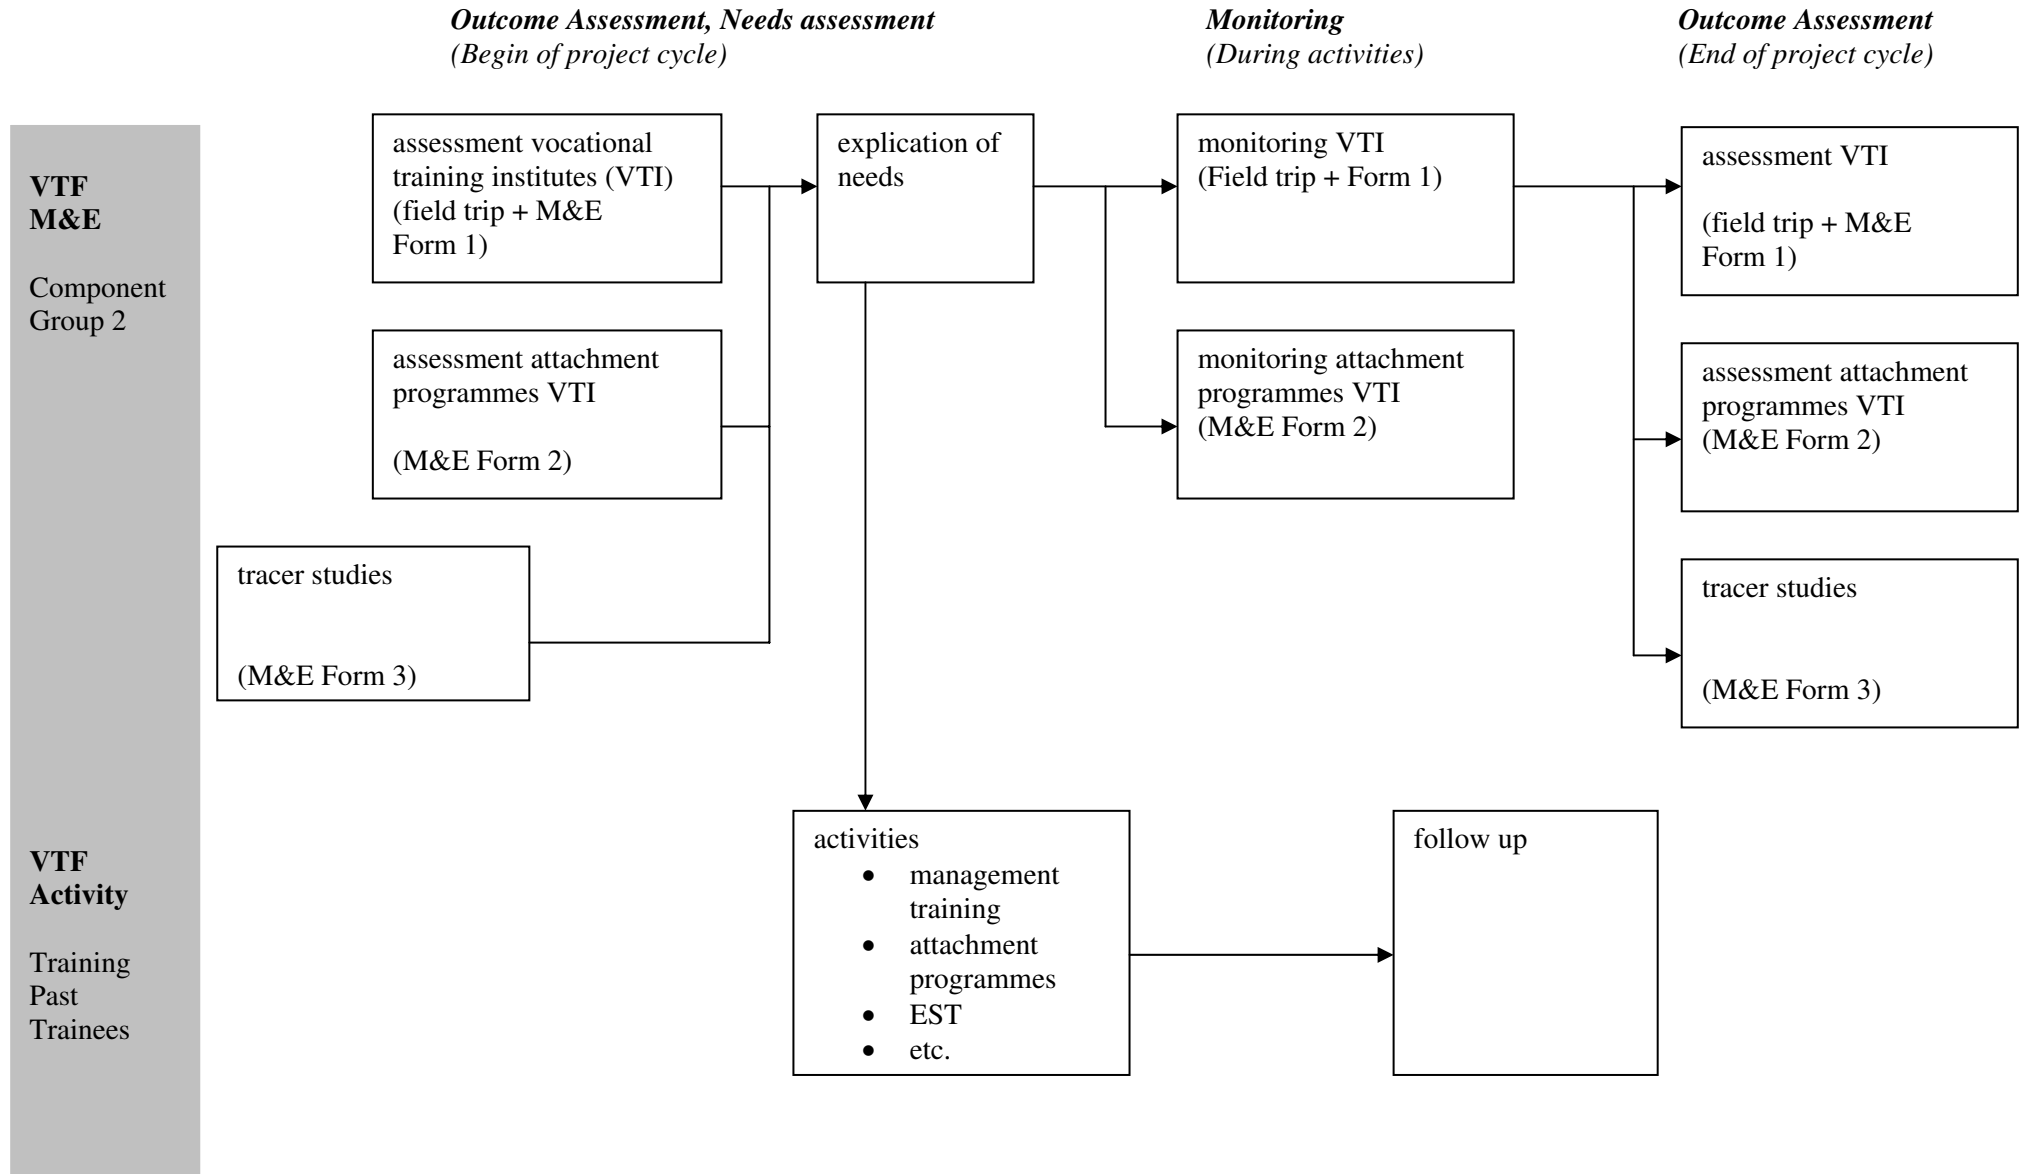 Outcome Assessment, Needs assessment
(Begin of project cycle)
Monitoring
(During activities)
Outcome Assessment
(End of project cycle)
VTF
M&E
Component
Group 2
assessment vocational
training institutes (VTI)
(field trip + M&E
Form 1)
explication of
needs
monitoring VTI
(Field trip + Form 1)
assessment VTI
(field trip + M&E
Form 1)
assessment attachment
programmes VTI
(M&E Form 2)
monitoring attachment
programmes VTI
(M&E Form 2)
assessment attachment
programmes VTI
(M&E Form 2)
tracer studies
(M&E Form 3)
tracer studies
(M&E Form 3)
VTF
Activity
Training
Past
Trainees
activities
• management
training
• attachment
programmes
• EST
• etc.
follow up